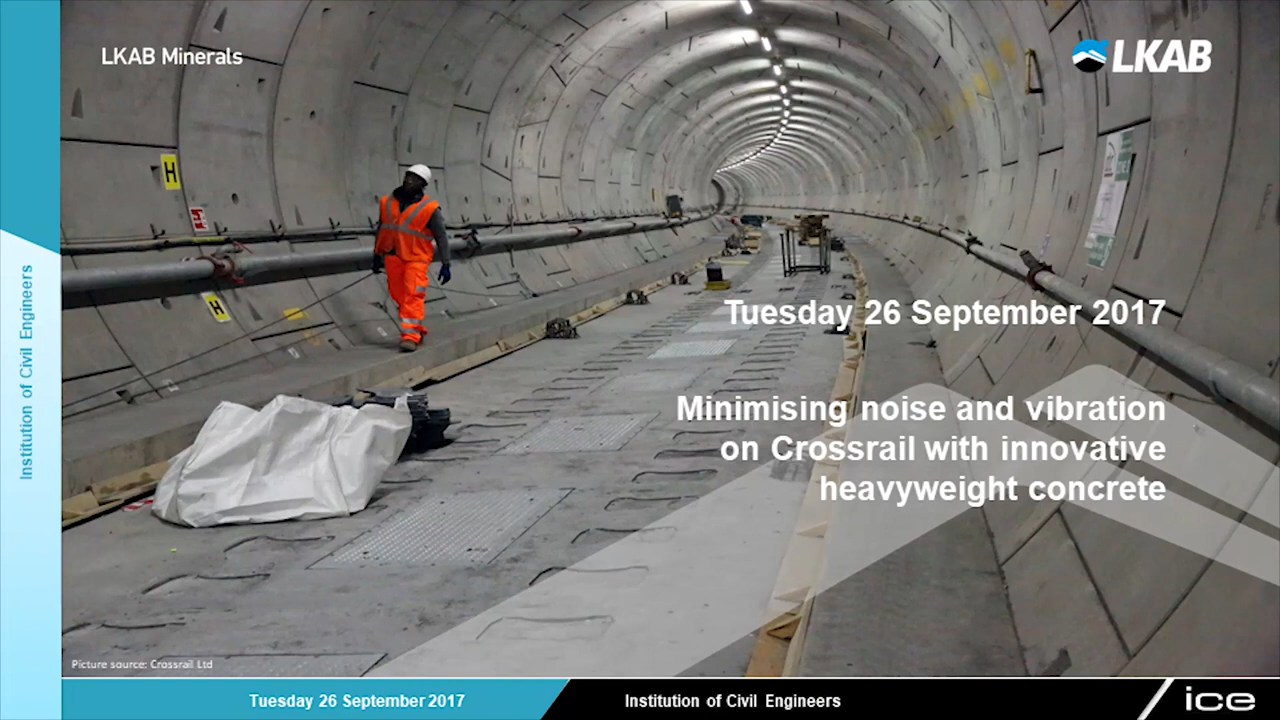 LKAB Minerals
LKAB
H
H
Tuesday 26 September 2017
Minimising noise and vibration
on Crossrail with innovative
heavyweight concrete
Institution of Civil Engineers
Picture source: Crossrail Ltd
Tuesday 26 September 2017
Institution of Civil Engineers
ice